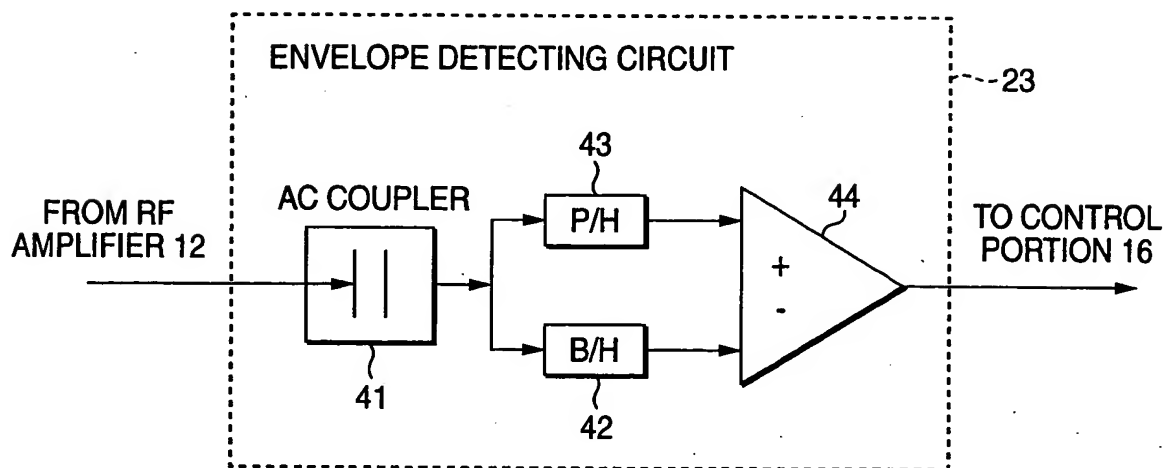 ENVELOPE DETECTING CIRCUIT
23
43
AC COUPLER
P/H
44
FROM RF
AMPLIFIER 12
TO CONTROL
PORTION 16
+
-
B/H
41
42